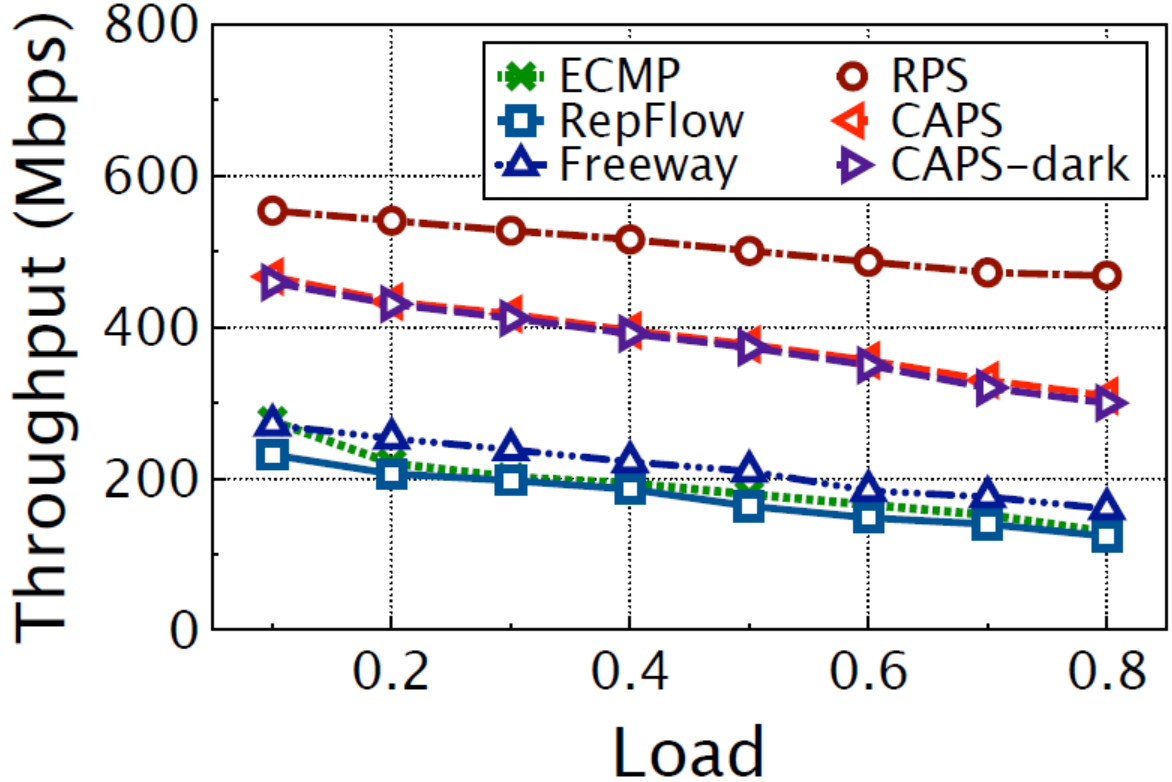 Throughput (Mbps)
800
600
400
200
0
ECMP
RepFlow
Freeway
RPS
CAPS
CAPS-dark
0.2 0.4 0.6 0.8
Load